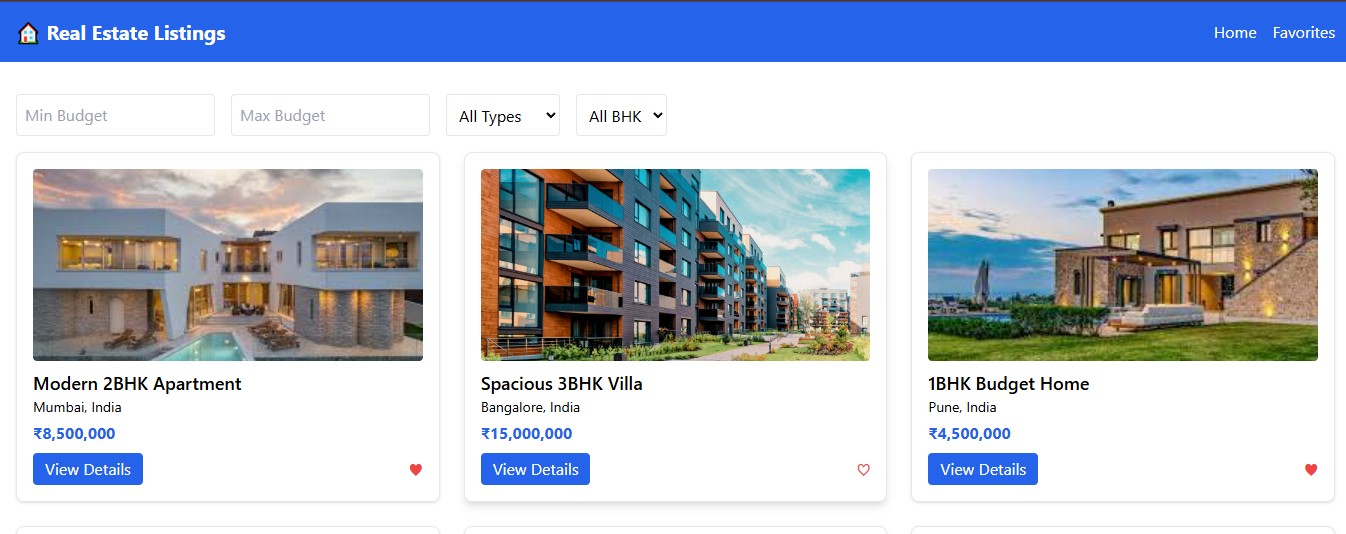 Real Estate Listings
Home Favorites
Min Budget Max Budget All Types All BHK
Modern 2BHK Apartment
Mumbai, India
₹8,500,000
View Details
Spacious 3BHK Villa
Bangalore, India
₹15,000,000
View Details
1BHK Budget Home
Pune, India
₹4,500,000
View Details